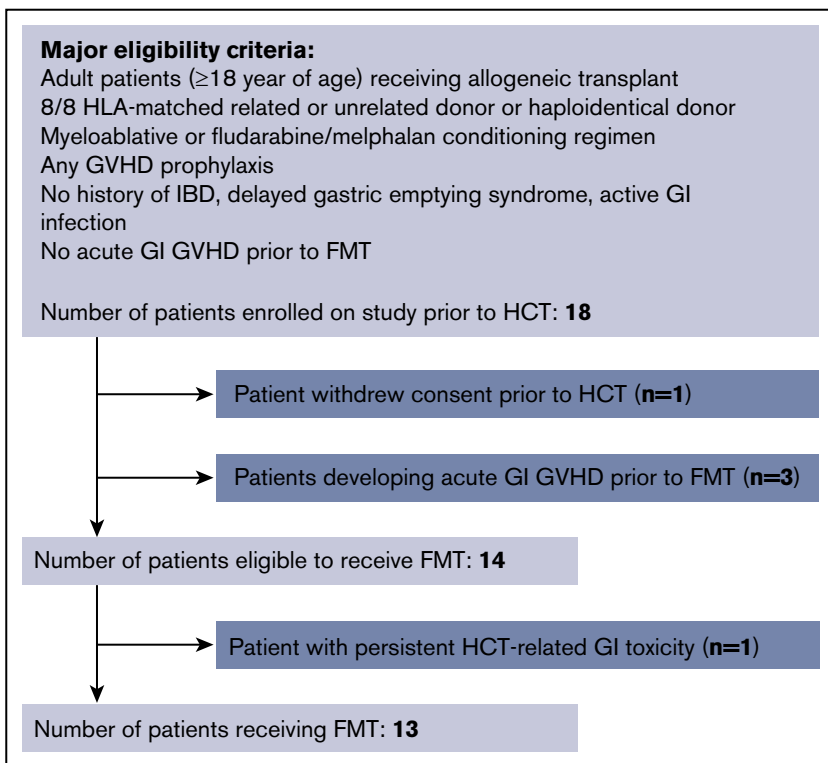 Major eligibility criteria:
Adult patients (≥18 year of age) receiving allogeneic transplant
8/8 HLA-matched related or unrelated donor or haploidentical donor
Myeloablative or fludarabine/melphalan conditioning regimen
Any GVHD prophylaxis
No history of IBD, delayed gastric emptying syndrome, active GI
infection
No acute GI GVHD prior to FMT
Number of patients enrolled on study prior to HCT: 18
Patient withdrew consent prior to HCT (n=1)
Patients developing acute GI GVHD prior to FMT (n=3)
Number of patients eligible to receive FMT: 14
Patient with persistent HCT-related GI toxicity (n=1)
Number of patients receiving FMT: 13